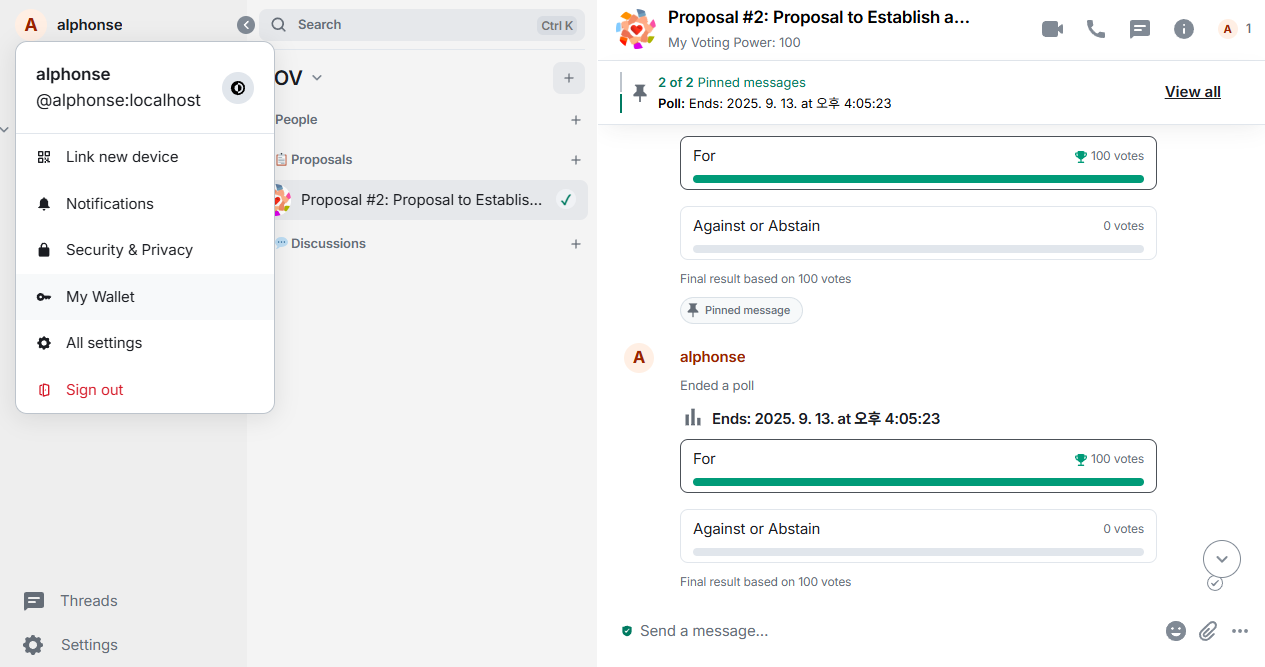 A alphonse
alphonse
@alphonse:localhost
Link new device
Notifications
Security & Privacy
My Wallet
All settings
Sign out
Threads
Settings
Search Ctrl K
OV
People
Proposals
Proposal #2: Proposal to Establis...
Discussions
Proposal #2: Proposal to Establish a...
My Voting Power: 100
A 1
2 of 2 Pinned messages
Poll: Ends: 2025. 9. 13. at 오후 4:05:23
View all
For 100 votes
Against or Abstain 0 votes
Final result based on 100 votes
Pinned message
A alphonse
Ended a poll
Ends: 2025. 9. 13. at 오후 4:05:23
For 100 votes
Against or Abstain 0 votes
Final result based on 100 votes
Send a message...